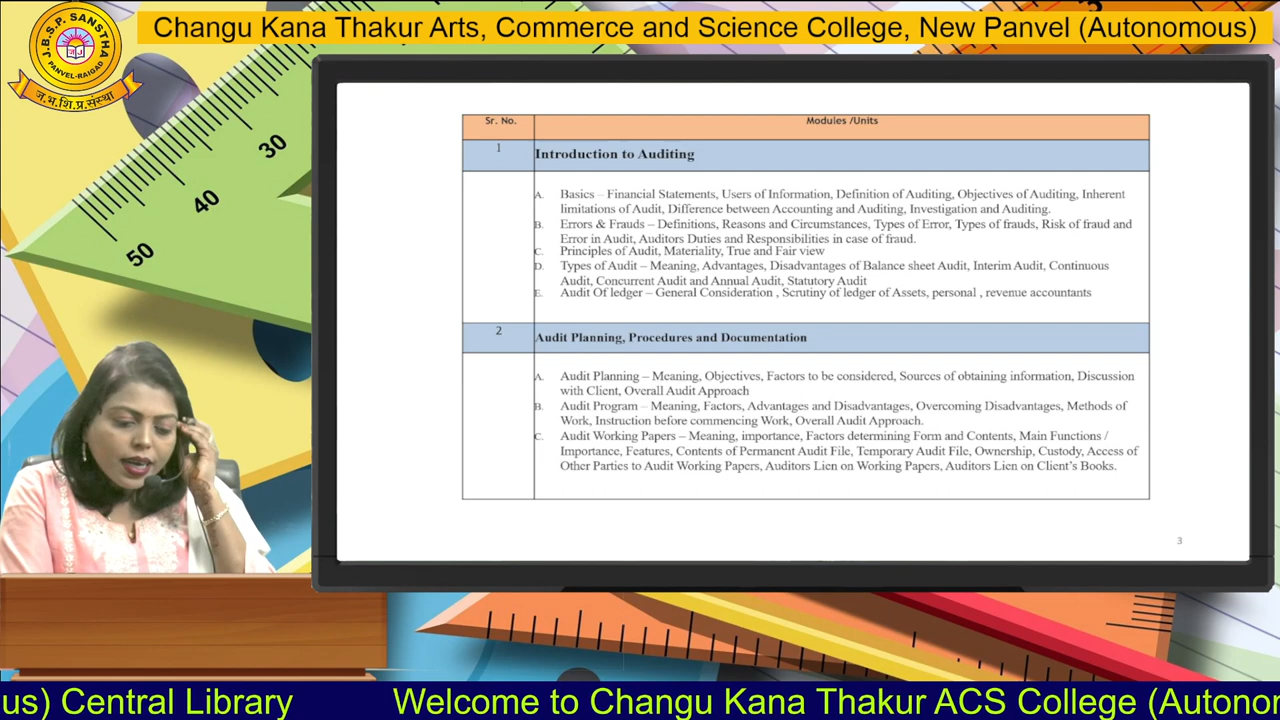 Changu Kana Thakur Arts, Commerce and Science College, New Panvel (Autonomous)
J.B.S.P. SANSTHA
PANVEL-RAIGAD
ज.भ.शि.प्र.संस्था
30
40
50
Sr. No. Modules /Units
1 Introduction to Auditing
A. Basics – Financial Statements, Users of Information, Definition of Auditing, Objectives of Auditing, Inherent
limitations of Audit, Difference between Accounting and Auditing, Investigation and Auditing.
B. Errors & Frauds – Definitions, Reasons and Circumstances, Types of Error, Types of frauds, Risk of fraud and
Error in Audit, Auditors Duties and Responsibilities in case of fraud.
C. Principles of Audit, Materiality, True and Fair view
D. Types of Audit – Meaning, Advantages, Disadvantages of Balance sheet Audit, Interim Audit, Continuous
Audit, Concurrent Audit and Annual Audit, Statutory Audit
E. Audit Of ledger – General Consideration , Scrutiny of ledger of Assets, personal , revenue accountants
2 Audit Planning, Procedures and Documentation
A. Audit Planning – Meaning, Objectives, Factors to be considered, Sources of obtaining information, Discussion
with Client, Overall Audit Approach
B. Audit Program – Meaning, Factors, Advantages and Disadvantages, Overcoming Disadvantages, Methods of
Work, Instruction before commencing Work, Overall Audit Approach.
C. Audit Working Papers – Meaning, importance, Factors determining Form and Contents, Main Functions /
Importance, Features, Contents of Permanent Audit File, Temporary Audit File, Ownership, Custody, Access of
Other Parties to Audit Working Papers, Auditors Lien on Working Papers, Auditors Lien on Client's Books.
3
us) Central Library Welcome to Changu Kana Thakur ACS College (Autonor